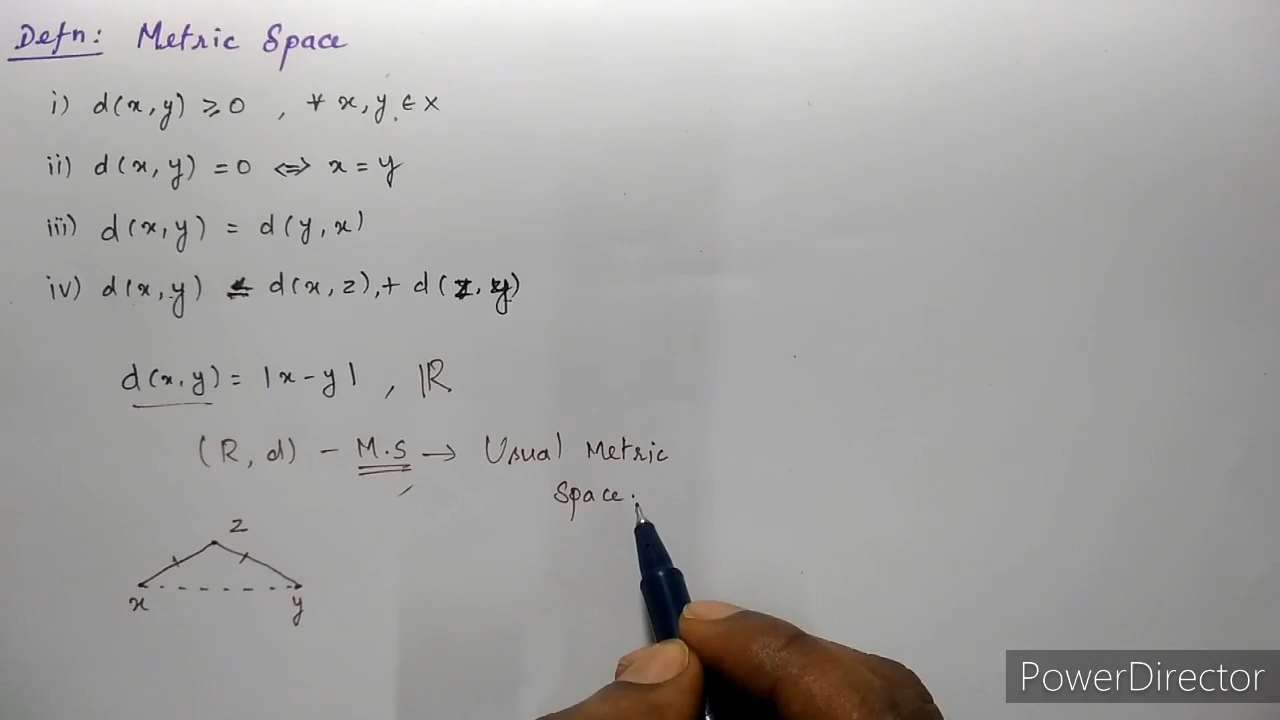 Defn: Metric Space
i) d(x,y) ≥ 0 , ∀ x, y ∈ X
ii) d(x, y) = 0 ⇔ x = y
iii) d(x,y) = d(y,x)
iv) d(x,y) ≤ d(x,z) + d(z,y)
d(x,y) = |x-y| , ℝ
(R, d) - M.S → Usual Metric
Space.
z
x y
PowerDirector